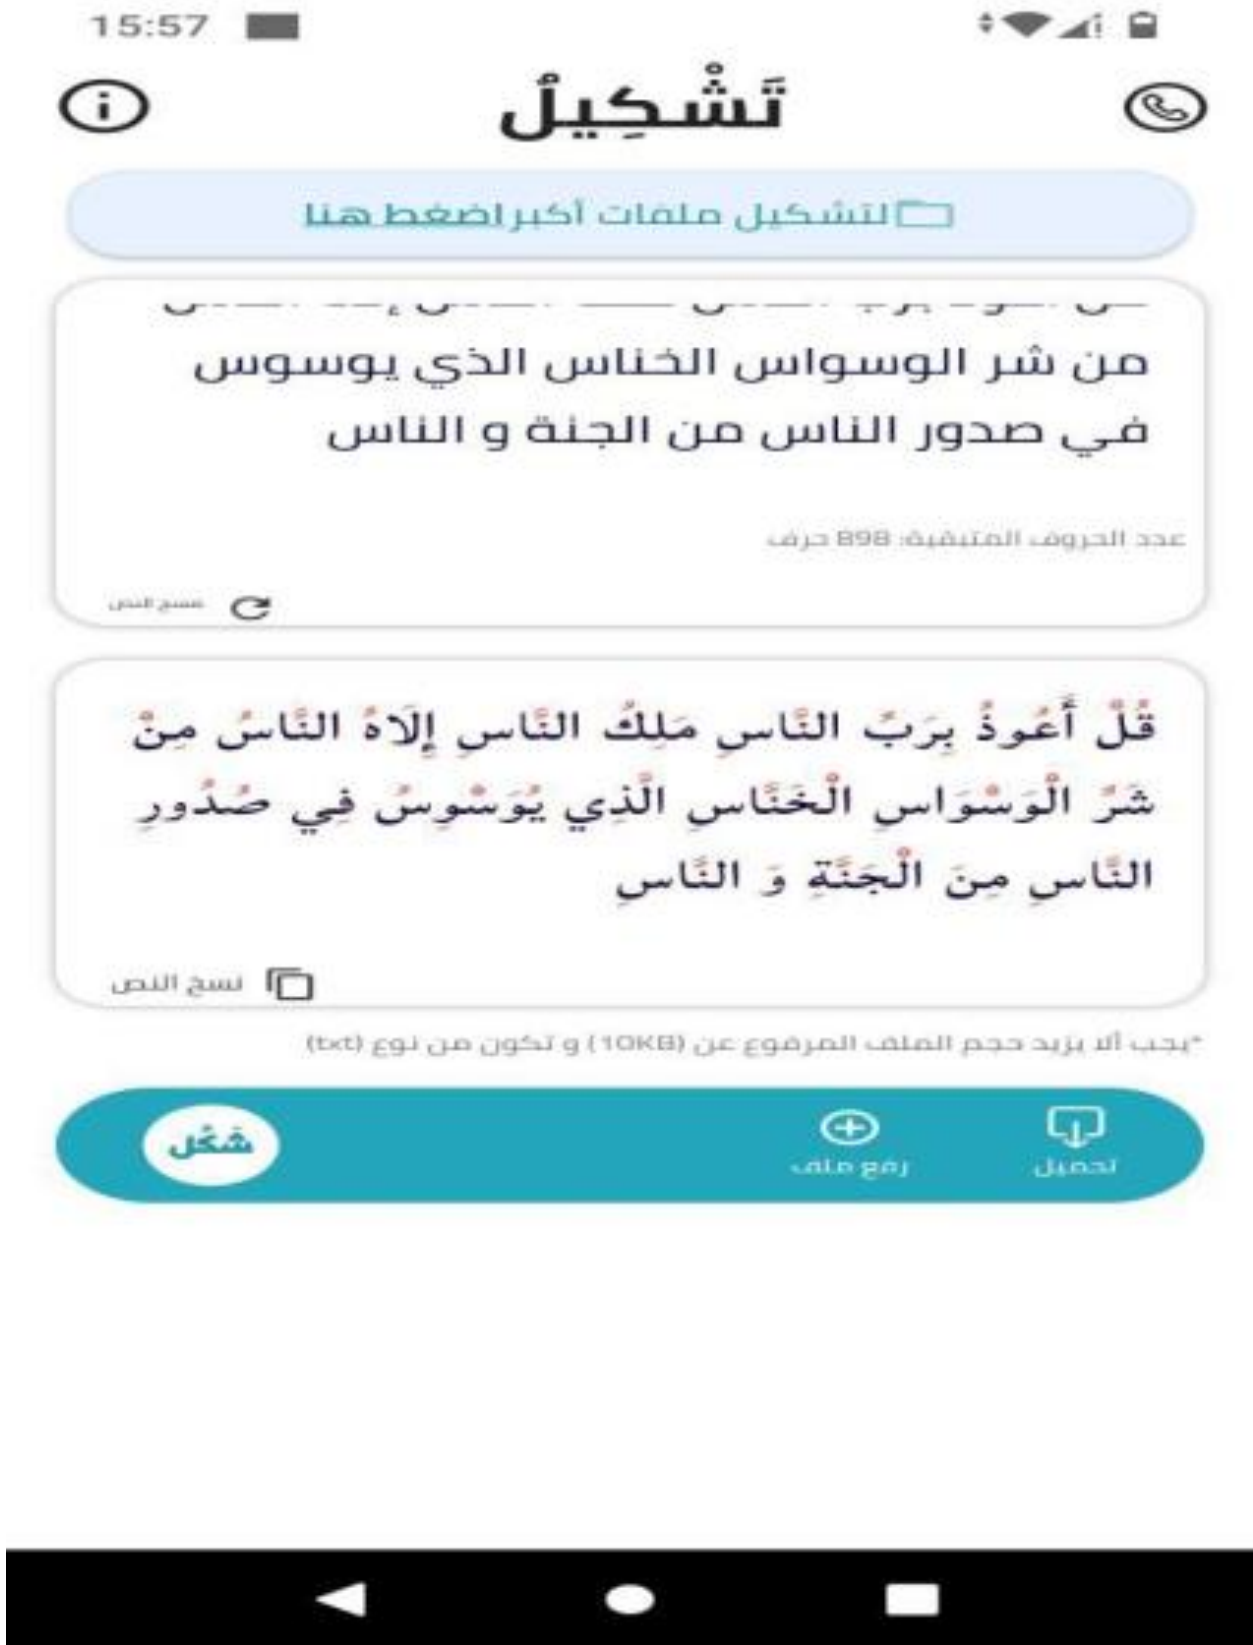 15:57
تَشْكِيلٌ
لتشكيل ملفات أكبر اضغط هنا
من شر الوسواس الخناس الذي يوسوس
في صدور الناس من الجنة و الناس
عدد الحروف المتبقية: 898 حرف
مسح النص
قُلْ أَعُوذُ بِرَبِّ النَّاسِ مَلِكُ النَّاسِ إِلَاهُ النَّاسُ مِنْ
شَرِّ الْوَسْوَاسِ الْخَنَّاسِ الَّذِي يُوَسْوِسُ فِي صُدُورِ
النَّاسِ مِنَ الْجَنَّةِ وَ النَّاسِ
نسخ النص
*يجب ألا يزيد حجم الملف المرفوع عن (10KB) و تكون من نوع (txt)
تحميل
رفع ملف
شَكِّل